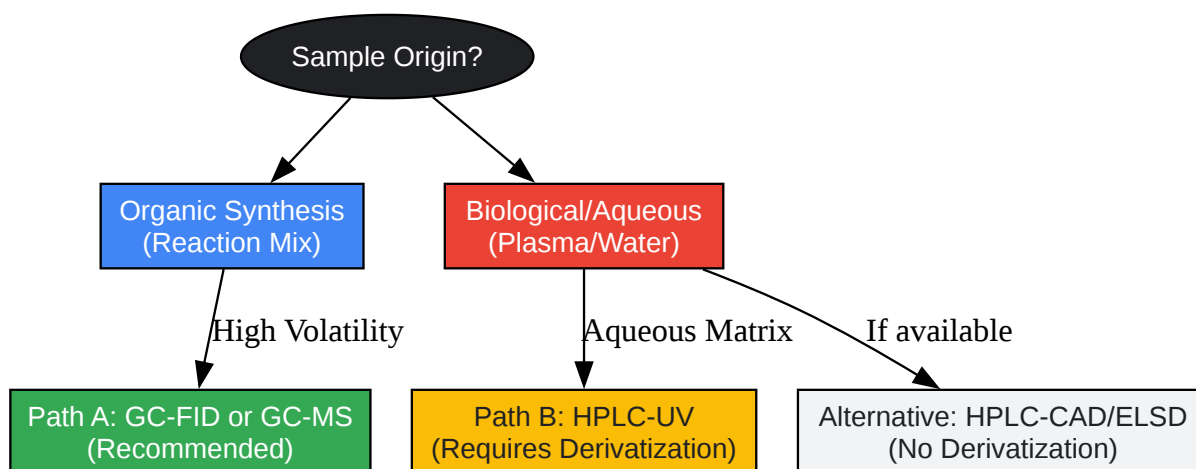 Sample Origin?
Organic Synthesis
(Reaction Mix)
Biological/Aqueous
(Plasma/Water)
High Volatility
Aqueous Matrix
If available
Path A: GC-FID or GC-MS
(Recommended)
Path B: HPLC-UV
(Requires Derivatization)
Alternative: HPLC-CAD/ELSD
(No Derivatization)